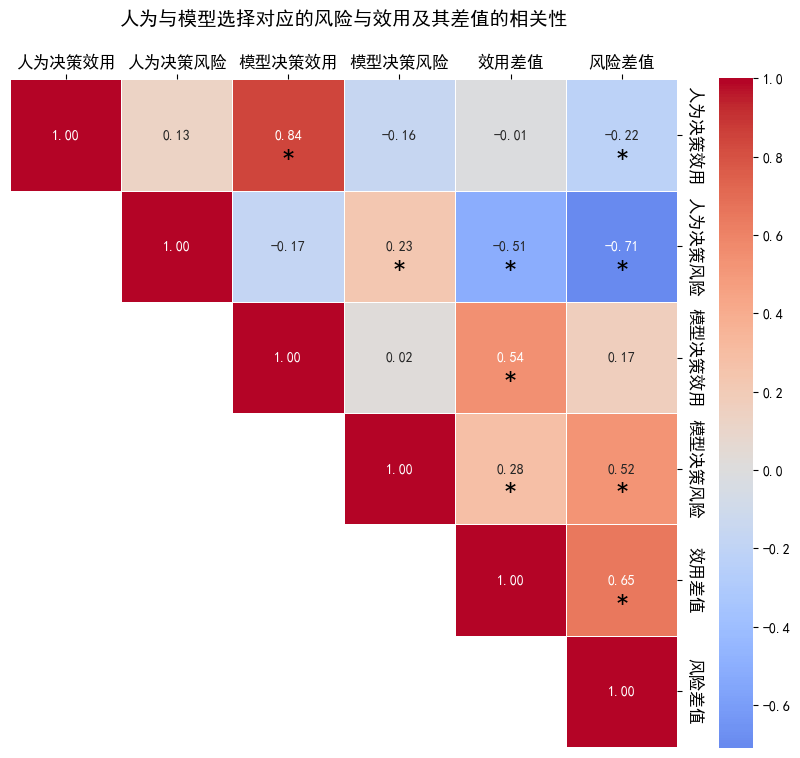 人为与模型选择对应的风险与效用及其差值的相关性
人为决策效用 人为决策风险 模型决策效用 模型决策风险 效用差值 风险差值
1.00 0.13 0.84 -0.16 -0.01 -0.22 人为决策效用
* *
1.00 -0.17 0.23 -0.51 -0.71 人为决策风险
* * *
1.00 0.02 0.54 0.17 模型决策效用
*
1.00 0.28 0.52 模型决策风险
* *
1.00 0.65 效用差值
*
1.00 风险差值
1.0
0.8
0.6
0.4
0.2
0.0
-0.2
-0.4
-0.6